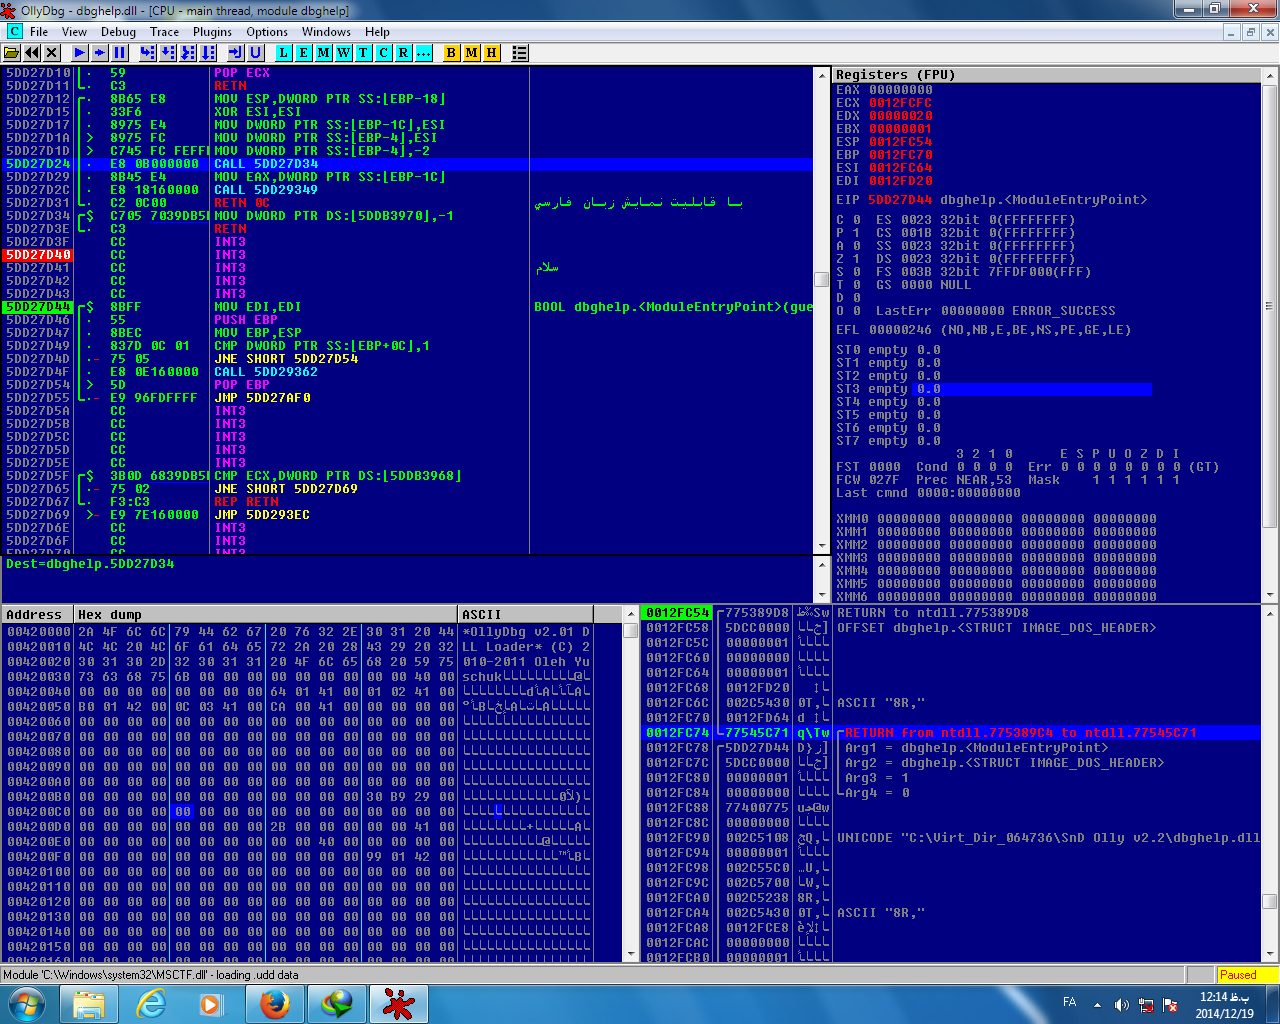 OllyDbg - dbghelp.dll - [CPU - main thread, module dbghelp]
C File View Debug Trace Plugins Options Windows Help
L E M W T C R ... B M H
5DD27D10 . 59 POP ECX
5DD27D11 . C3 RETN
5DD27D12 . 8B65 E8 MOV ESP,DWORD PTR SS:[EBP-18]
5DD27D15 . 33F6 XOR ESI,ESI
5DD27D17 . 8975 E4 MOV DWORD PTR SS:[EBP-1C],ESI
5DD27D1A > 8975 FC MOV DWORD PTR SS:[EBP-4],ESI
5DD27D1D > C745 FC FEFF MOV DWORD PTR SS:[EBP-4],-2
5DD27D24 . E8 0B000000 CALL 5DD27D34
5DD27D29 . 8B45 E4 MOV EAX,DWORD PTR SS:[EBP-1C]
5DD27D2C . E8 18160000 CALL 5DD29349
5DD27D31 . C2 0C00 RETN 0C با قابلیت نمایش زبان فارسي
5DD27D34 $ C705 7039DB5 MOV DWORD PTR DS:[5DDB3970],-1
5DD27D3E . C3 RETN
5DD27D3F CC INT3
5DD27D40 CC INT3
5DD27D41 CC INT3 سلام
5DD27D42 CC INT3
5DD27D43 CC INT3
5DD27D44 $ 8BFF MOV EDI,EDI BOOL dbghelp.<ModuleEntryPoint>(gue
5DD27D46 . 55 PUSH EBP
5DD27D47 . 8BEC MOV EBP,ESP
5DD27D49 . 837D 0C 01 CMP DWORD PTR SS:[EBP+0C],1
5DD27D4D .- 75 05 JNE SHORT 5DD27D54
5DD27D4F . E8 0E160000 CALL 5DD29362
5DD27D54 > 5D POP EBP
5DD27D55 .- E9 96FDFFFF JMP 5DD27AF0
5DD27D5A CC INT3
5DD27D5B CC INT3
5DD27D5C CC INT3
5DD27D5D CC INT3
5DD27D5E CC INT3
5DD27D5F $ 3B0D 6839DB5 CMP ECX,DWORD PTR DS:[5DDB3968]
5DD27D65 .- 75 02 JNE SHORT 5DD27D69
5DD27D67 . F3:C3 REP RETN
5DD27D69 >- E9 7E160000 JMP 5DD293EC
5DD27D6E CC INT3
5DD27D6F CC INT3
5DD27D70 CC INT3
Dest=dbghelp.5DD27D34
Registers (FPU)
EAX 00000000
ECX 0012FCFC
EDX 00000020
EBX 00000001
ESP 0012FC54
EBP 0012FC70
ESI 0012FC64
EDI 0012FD20
EIP 5DD27D44 dbghelp.<ModuleEntryPoint>
C 0 ES 0023 32bit 0(FFFFFFFF)
P 1 CS 001B 32bit 0(FFFFFFFF)
A 0 SS 0023 32bit 0(FFFFFFFF)
Z 1 DS 0023 32bit 0(FFFFFFFF)
S 0 FS 003B 32bit 7FFDF000(FFF)
T 0 GS 0000 NULL
D 0
O 0 LastErr 00000000 ERROR_SUCCESS
EFL 00000246 (NO,NB,E,BE,NS,PE,GE,LE)
ST0 empty 0.0
ST1 empty 0.0
ST2 empty 0.0
ST3 empty 0.0
ST4 empty 0.0
ST5 empty 0.0
ST6 empty 0.0
ST7 empty 0.0
3 2 1 0 E S P U O Z D I
FST 0000 Cond 0 0 0 0 Err 0 0 0 0 0 0 0 0 (GT)
FCW 027F Prec NEAR,53 Mask 1 1 1 1 1 1
Last cmnd 0000:00000000
XMM0 00000000 00000000 00000000 00000000
XMM1 00000000 00000000 00000000 00000000
XMM2 00000000 00000000 00000000 00000000
XMM3 00000000 00000000 00000000 00000000
XMM4 00000000 00000000 00000000 00000000
XMM5 00000000 00000000 00000000 00000000
XMM6 00000000 00000000 00000000 00000000
Address Hex dump ASCII
00420000 2A 4F 6C 6C 79 44 62 67 20 76 32 2E 30 31 20 44 *OllyDbg v2.01 D
00420010 4C 4C 20 4C 6F 61 64 65 72 2A 20 28 43 29 20 32 LL Loader* (C) 2
00420020 30 31 30 2D 32 30 31 31 20 4F 6C 65 68 20 59 75 010-2011 Oleh Yu
00420030 73 63 68 75 6B 00 00 00 00 00 00 00 00 00 40 00 schuk
00420040 00 00 00 00 00 00 00 00 64 01 41 00 01 02 41 00
00420050 B0 01 42 00 0C 03 41 00 CA 00 41 00 00 00 00 00
00420060 00 00 00 00 00 00 00 00 00 00 00 00 00 00 00 00
00420070 00 00 00 00 00 00 00 00 00 00 00 00 00 00 00 00
00420080 00 00 00 00 00 00 00 00 00 00 00 00 00 00 00 00
00420090 00 00 00 00 00 00 00 00 00 00 00 00 00 00 00 00
004200A0 00 00 00 00 00 00 00 00 00 00 00 00 00 00 00 00
004200B0 00 00 00 00 00 00 00 00 00 00 00 00 30 B9 29 00
004200C0 00 00 00 00 00 00 00 00 00 00 00 00 00 00 00 00
004200D0 00 00 00 00 00 00 00 00 2B 00 00 00 00 00 41 00
004200E0 00 00 00 00 00 00 00 00 00 00 40 00 00 00 00 00
004200F0 00 00 00 00 00 00 00 00 00 00 00 00 99 01 42 00
00420100 00 00 00 00 00 00 00 00 00 00 00 00 00 00 00 00
00420110 00 00 00 00 00 00 00 00 00 00 00 00 00 00 00 00
00420120 00 00 00 00 00 00 00 00 00 00 00 00 00 00 00 00
00420130 00 00 00 00 00 00 00 00 00 00 00 00 00 00 00 00
00420140 00 00 00 00 00 00 00 00 00 00 00 00 00 00 00 00
00420150 00 00 00 00 00 00 00 00 00 00 00 00 00 00 00 00
0012FC54 775389D8 RETURN to ntdll.775389D8
0012FC58 5DCC0000 OFFSET dbghelp.<STRUCT IMAGE_DOS_HEADER>
0012FC5C 00000001
0012FC60 00000000
0012FC64 00000001
0012FC68 0012FD20
0012FC6C 002C5430 0T, ASCII "8R,"
0012FC70 0012FD64
0012FC74 77545C71 q\Tw RETURN from ntdll.775389C4 to ntdll.77545C71
0012FC78 5DD27D44 Arg1 = dbghelp.<ModuleEntryPoint>
0012FC7C 5DCC0000 Arg2 = dbghelp.<STRUCT IMAGE_DOS_HEADER>
0012FC80 00000001 Arg3 = 1
0012FC84 00000000 Arg4 = 0
0012FC88 77400775
0012FC8C 00000000
0012FC90 002C5108 UNICODE "C:\Virt_Dir_064736\SnD Olly v2.2\dbghelp.dll
0012FC94 00000001
0012FC98 002C55C0
0012FC9C 002C5700
0012FCA0 002C5238 8R,
0012FCA4 002C5430 0T, ASCII "8R,"
0012FCA8 0012FCE8
0012FCAC 00000000
0012FCB0 00000001
Module 'C:\Windows\system32\MSCTF.dll' - loading .udd data Paused
FA 12:14 ب.ظ
2014/12/19